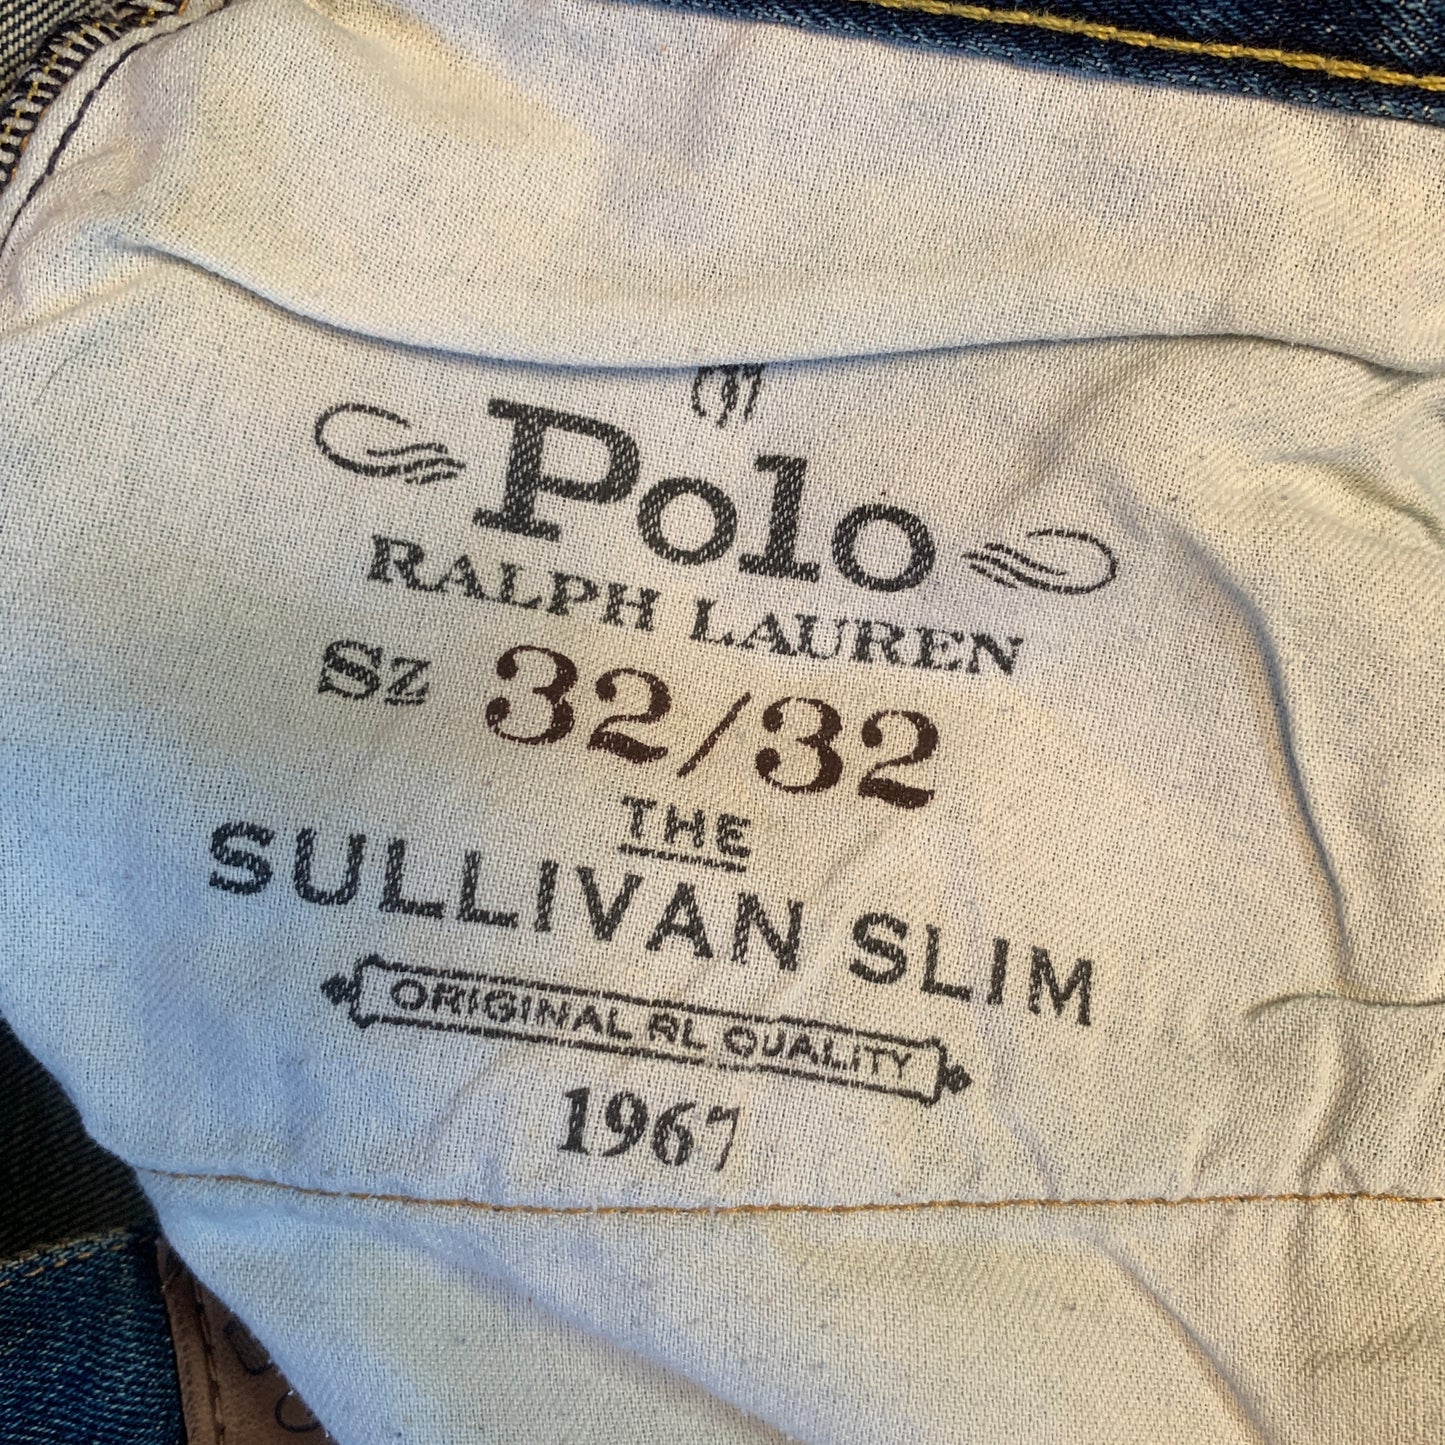 Polo
RALPH LAUREN
Sz 32/32
THE
SULLIVAN SLIM
ORIGINAL RL QUALITY
1967